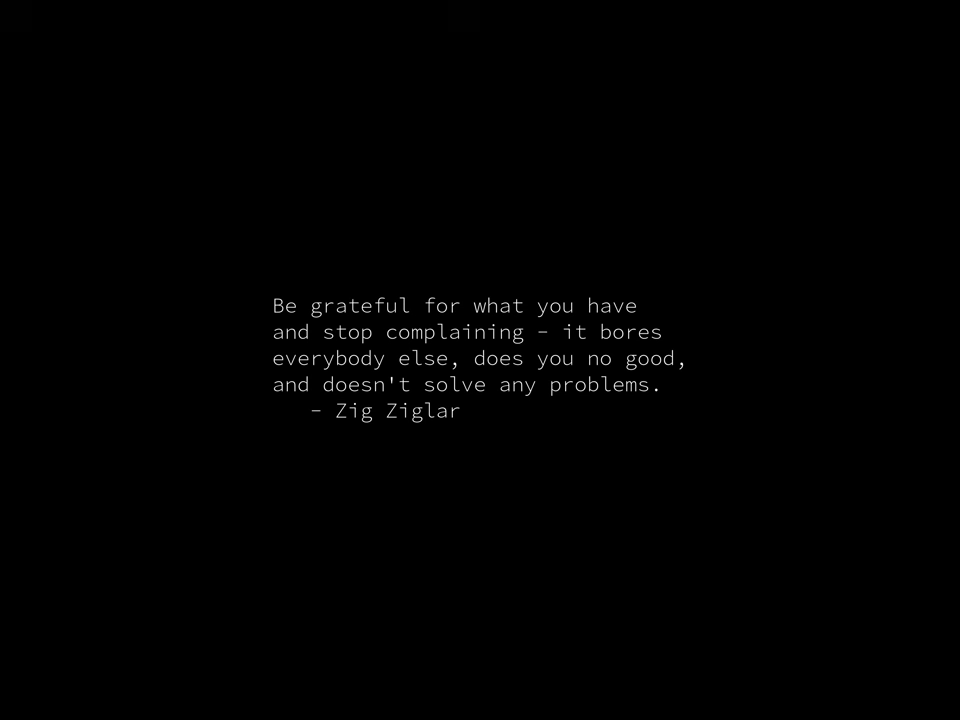 Be grateful for what you have
and stop complaining - it bores
everybody else, does you no good,
and doesn't solve any problems.
   - Zig Ziglar